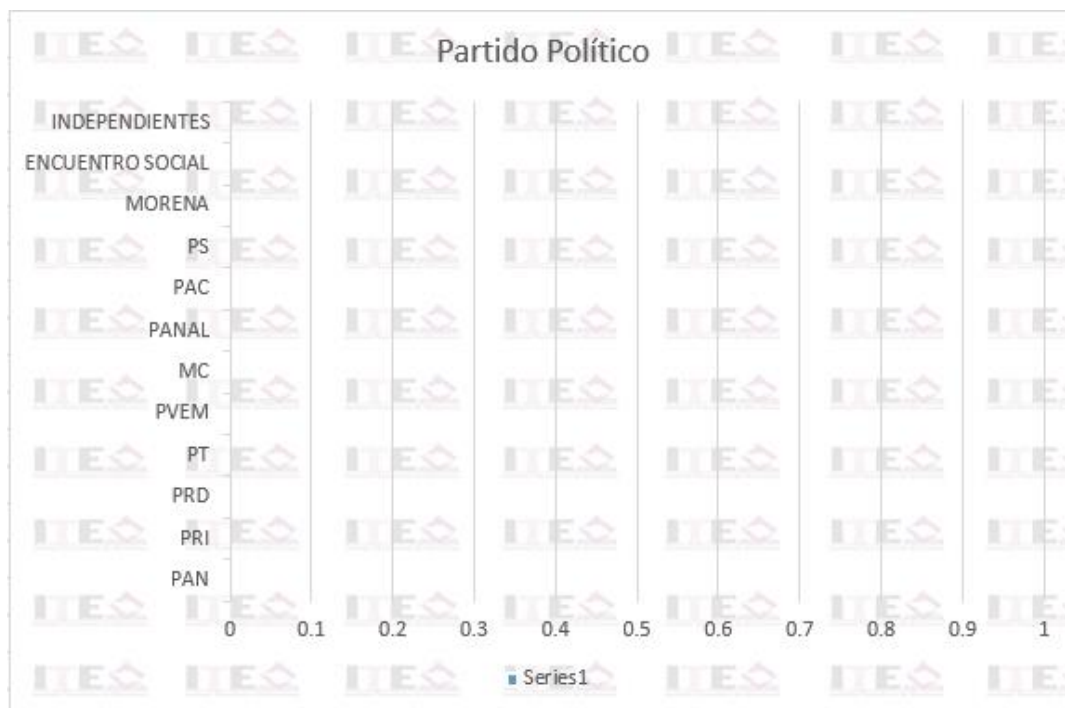 Partido Político
INDEPENDIENTES
ENCUENTRO SOCIAL
MORENA
PS
PAC
PANAL
MC
PVEM
PT
PRD
PRI
PAN
0 0.1 0.2 0.3 0.4 0.5 0.6 0.7 0.8 0.9 1
Series1